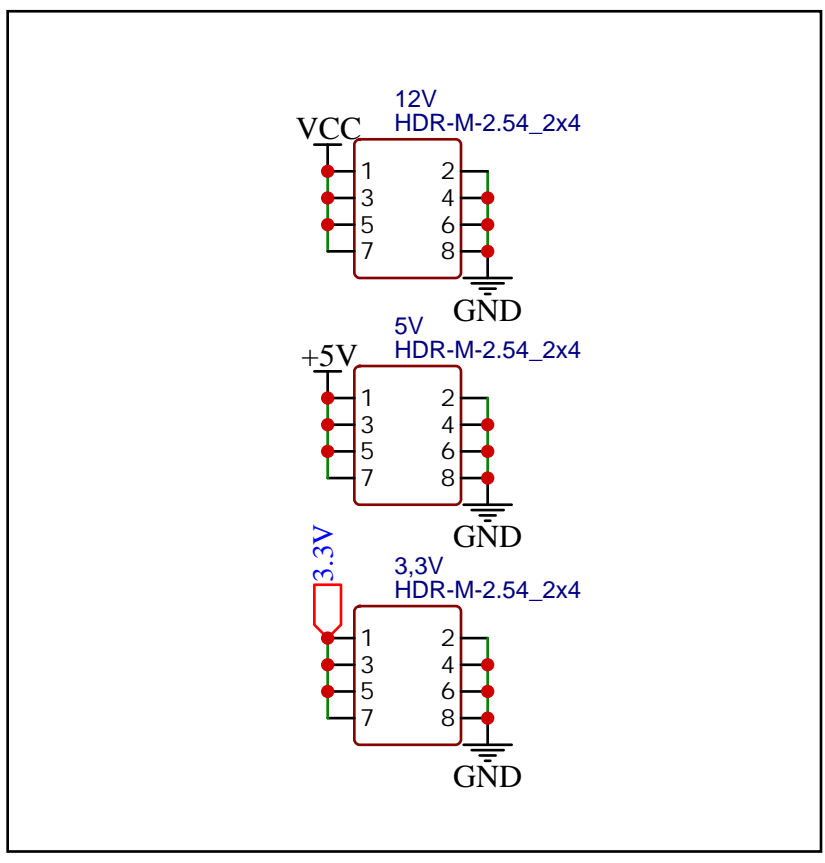 12V
HDR-M-2.54_2x4
VCC
1 2
3 4
5 6
7 8
GND
5V
HDR-M-2.54_2x4
+5V
1 2
3 4
5 6
7 8
GND
3.3V
3,3V
HDR-M-2.54_2x4
1 2
3 4
5 6
7 8
GND